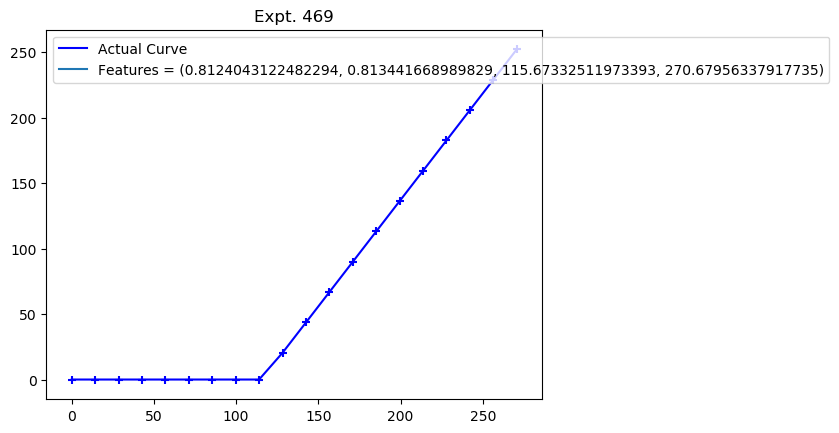 Expt. 469
Actual Curve
Features = (0.8124043122482294, 0.813441668989829, 115.67332511973393, 270.67956337917735)
250
200
150
100
50
0
0 50 100 150 200 250